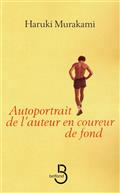 Haruki Murakami
Autoportrait
de l'auteur en coureur
de fond
B
belfond